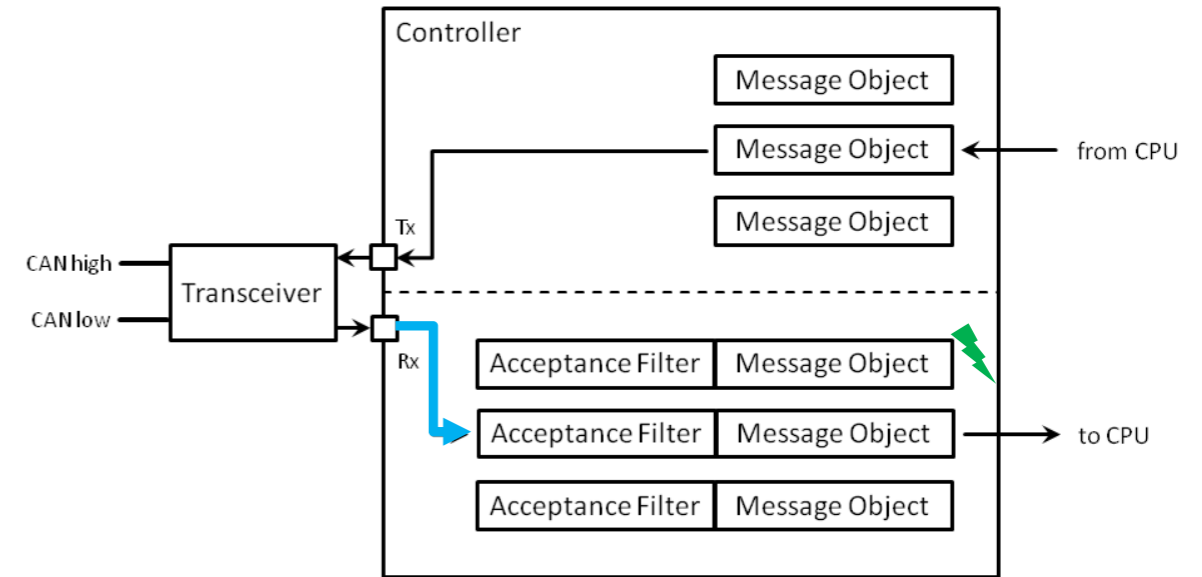 Controller
Message Object
Message Object
from CPU
Message Object
Tx
CAN high
Transceiver
CAN low
Rx
Acceptance Filter Message Object
Acceptance Filter Message Object
to CPU
Acceptance Filter Message Object